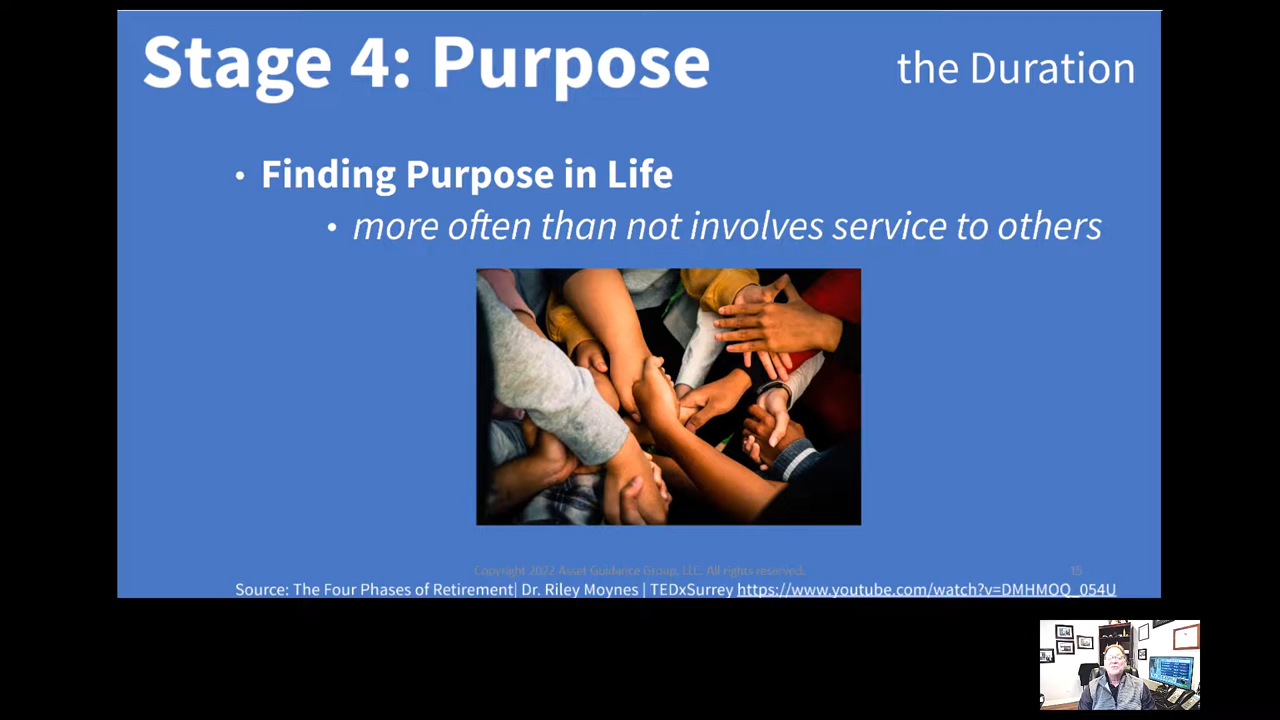 Stage 4: Purpose
the Duration
• Finding Purpose in Life
• more often than not involves service to others
Copyright 2022 Asset Guidance Group, LLC. All rights reserved.
15
Source: The Four Phases of Retirement| Dr. Riley Moynes | TEDxSurrey https://www.youtube.com/watch?v=DMHMOQ_054U